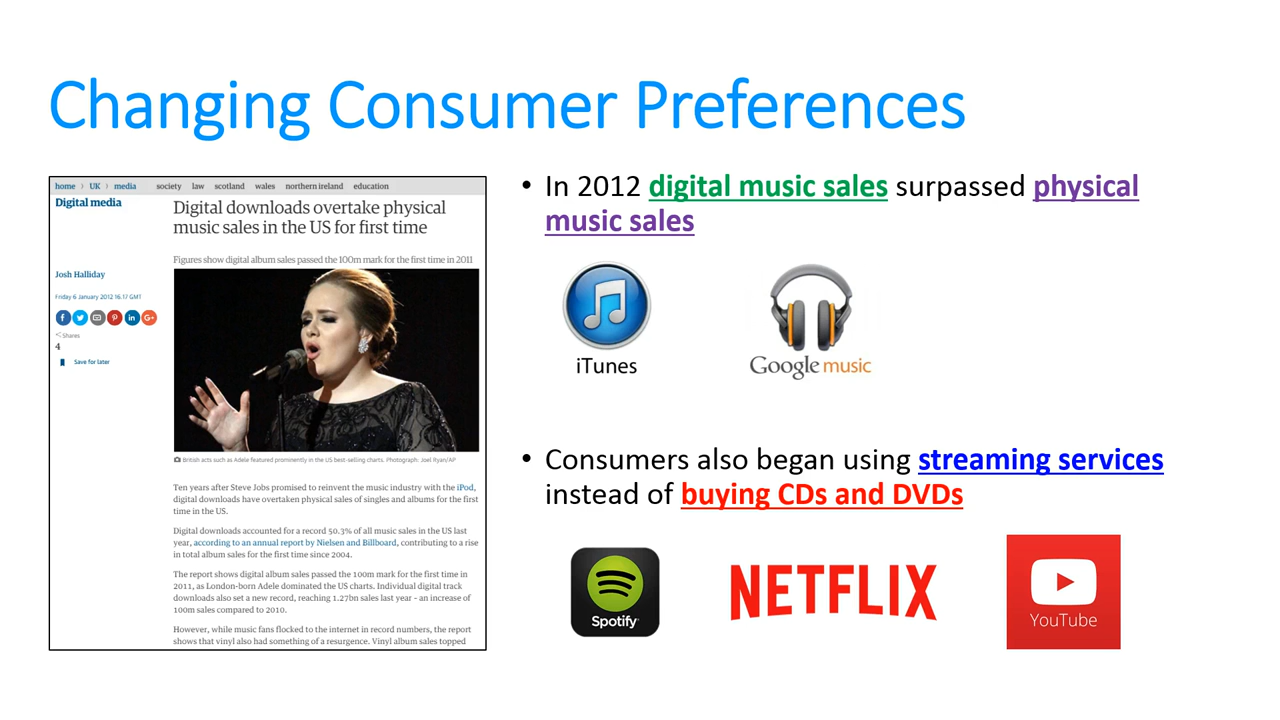 Changing Consumer Preferences
home > UK > media society law scotland wales northern ireland education
Digital media
Digital downloads overtake physical
music sales in the US for first time
Figures show digital album sales passed the 100m mark for the first time in 2011
Josh Halliday
Friday 6 January 2012 16.17 GMT
Shares
4
Save for later
British acts such as Adele featured prominently in the US best-selling charts. Photograph: Joel Ryan/AP
Ten years after Steve Jobs promised to reinvent the music industry with the iPod,
digital downloads have overtaken physical sales of singles and albums for the first
time in the US.
Digital downloads accounted for a record 50.3% of all music sales in the US last
year, according to an annual report by Nielsen and Billboard, contributing to a rise
in total album sales for the first time since 2004.
The report shows digital album sales passed the 100m mark for the first time in
2011, as London-born Adele dominated the US charts. Individual digital track
downloads also set a new record, reaching 1.27bn sales last year – an increase of
100m sales compared to 2010.
However, while music fans flocked to the internet in record numbers, the report
shows that vinyl also had something of a resurgence. Vinyl album sales topped
• In 2012 digital music sales surpassed physical
music sales
iTunes
Google music
• Consumers also began using streaming services
instead of buying CDs and DVDs
Spotify
NETFLIX
YouTube